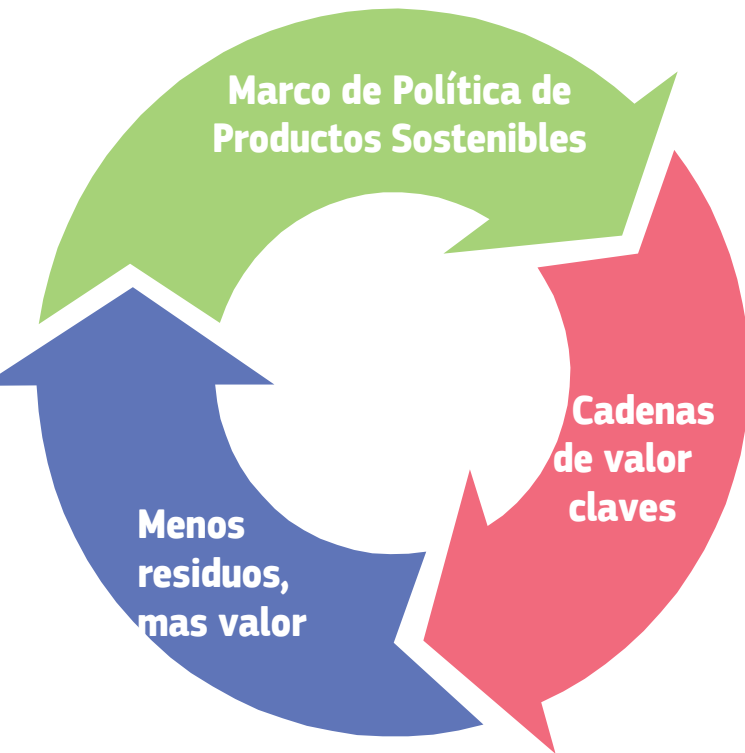 Marco de Política de
Productos Sostenibles
Cadenas
de valor
claves
Menos
residuos,
mas valor